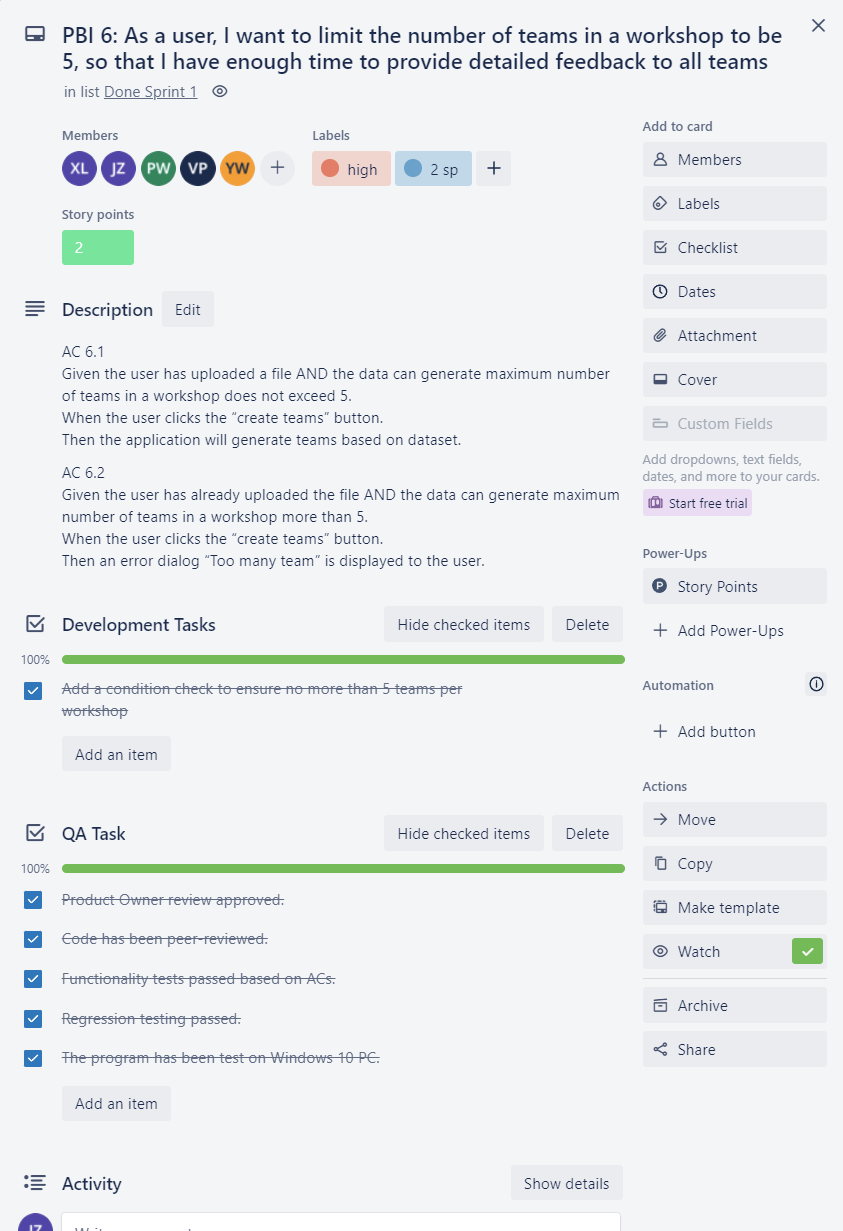 PBI 6: As a user, I want to limit the number of teams in a workshop to be
5, so that I have enough time to provide detailed feedback to all teams
in list Done Sprint 1
Members
XL JZ PW VP YW
Labels
high
2 sp
Story points
2
Description
Edit
AC 6.1
Given the user has uploaded a file AND the data can generate maximum number
of teams in a workshop does not exceed 5.
When the user clicks the “create teams” button.
Then the application will generate teams based on dataset.
AC 6.2
Given the user has already uploaded the file AND the data can generate maximum
number of teams in a workshop more than 5.
When the user clicks the “create teams” button.
Then an error dialog “Too many team” is displayed to the user.
Development Tasks
Hide checked items
Delete
100%
Add a condition check to ensure no more than 5 teams per
workshop
Add an item
QA Task
Hide checked items
Delete
100%
Product Owner review approved.
Code has been peer-reviewed.
Functionality tests passed based on ACs.
Regression testing passed.
The program has been test on Windows 10 PC.
Add an item
Activity
Show details
JZ
Add to card
Members
Labels
Checklist
Dates
Attachment
Cover
Custom Fields
Add dropdowns, text fields,
dates, and more to your cards.
Start free trial
Power-Ups
P Story Points
Add Power-Ups
Automation
Add button
Actions
Move
Copy
Make template
Watch
Archive
Share